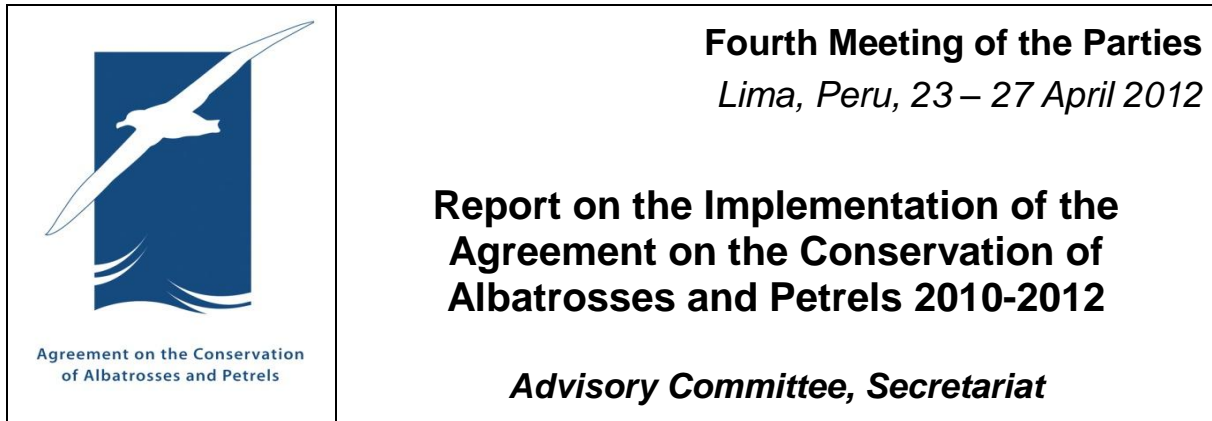 Agreement on the Conservation
of Albatrosses and Petrels
Fourth Meeting of the Parties
Lima, Peru, 23 – 27 April 2012
Report on the Implementation of the
Agreement on the Conservation of
Albatrosses and Petrels 2010-2012
Advisory Committee, Secretariat